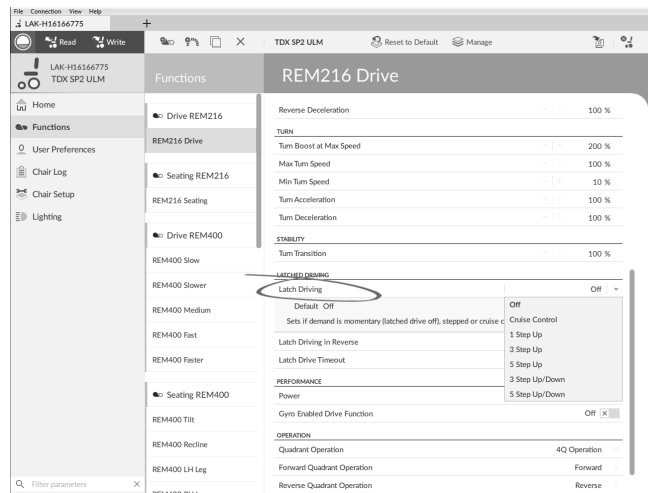 File Connection View Help
LAK-H16166775 +
Read Write TDX SP2 ULM Reset to Default Manage
LAK-H16166775
TDX SP2 ULM
Functions
REM216 Drive
Home
Functions
User Preferences
Chair Log
Chair Setup
Lighting
Filter parameters
Drive REM216
REM216 Drive
Seating REM216
REM216 Seating
Drive REM400
REM400 Slow
REM400 Slower
REM400 Medium
REM400 Fast
REM400 Faster
Seating REM400
REM400 Tilt
REM400 Recline
REM400 LH Leg
Reverse Deceleration 100 %
TURN
Turn Boost at Max Speed 200 %
Max Turn Speed 100 %
Min Turn Speed 10 %
Turn Acceleration 100 %
Turn Deceleration 100 %
STABILITY
Turn Transition 100 %
LATCHED DRIVING
Latch Driving Off
Default Off
Sets if demand is momentary (latched drive off), stepped or cruise c
Off
Cruise Control
1 Step Up
3 Step Up
5 Step Up
3 Step Up/Down
5 Step Up/Down
Latch Driving in Reverse
Latch Drive Timeout
PERFORMANCE
Power
Gyro Enabled Drive Function Off
OPERATION
Quadrant Operation 4Q Operation
Forward Quadrant Operation Forward
Reverse Quadrant Operation Reverse